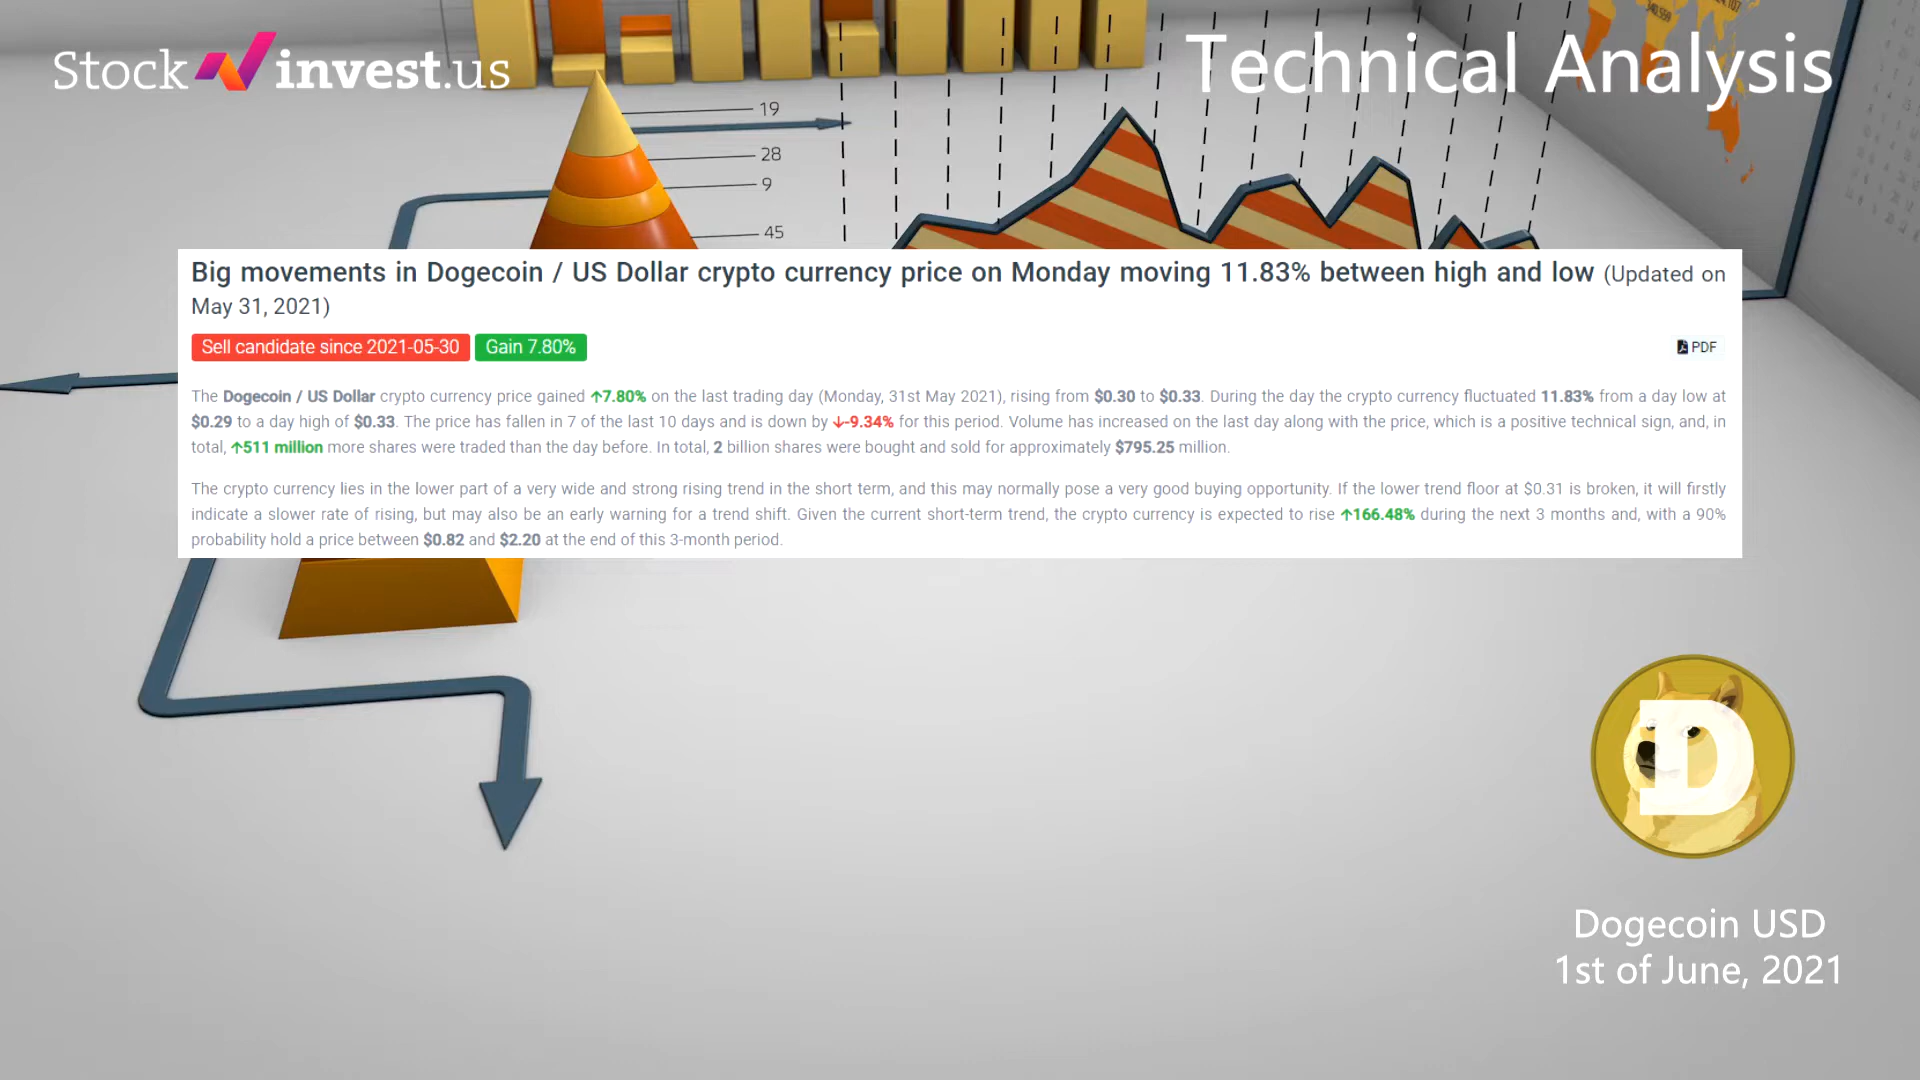 Stock invest.us
Technical Analysis
19
28
9
45
Big movements in Dogecoin / US Dollar crypto currency price on Monday moving 11.83% between high and low (Updated on
May 31, 2021)
Sell candidate since 2021-05-30 Gain 7.80%
PDF
The Dogecoin / US Dollar crypto currency price gained ↑7.80% on the last trading day (Monday, 31st May 2021), rising from $0.30 to $0.33. During the day the crypto currency fluctuated 11.83% from a day low at
$0.29 to a day high of $0.33. The price has fallen in 7 of the last 10 days and is down by ↓-9.34% for this period. Volume has increased on the last day along with the price, which is a positive technical sign, and, in
total, ↑511 million more shares were traded than the day before. In total, 2 billion shares were bought and sold for approximately $795.25 million.
The crypto currency lies in the lower part of a very wide and strong rising trend in the short term, and this may normally pose a very good buying opportunity. If the lower trend floor at $0.31 is broken, it will firstly
indicate a slower rate of rising, but may also be an early warning for a trend shift. Given the current short-term trend, the crypto currency is expected to rise ↑166.48% during the next 3 months and, with a 90%
probability hold a price between $0.82 and $2.20 at the end of this 3-month period.
D
Dogecoin USD
1st of June, 2021